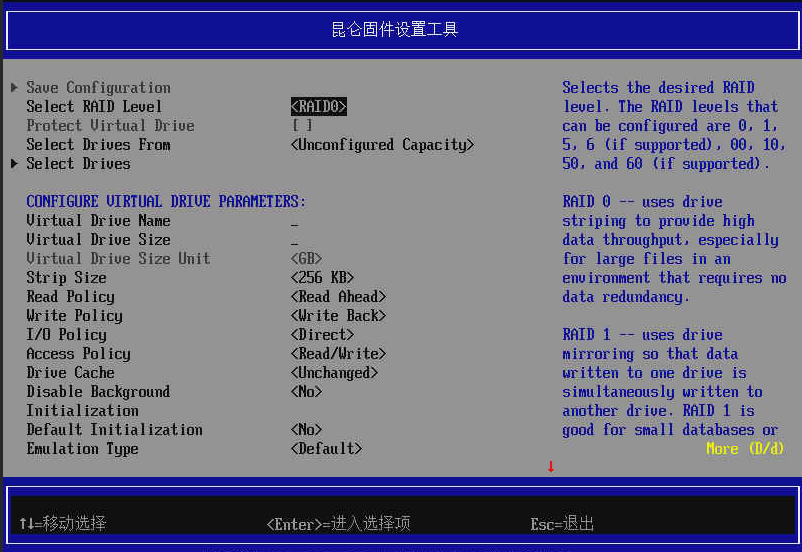 昆仑固件设置工具
Save Configuration
Select RAID Level <RAID0>
Protect Virtual Drive [ ]
Select Drives From <Unconfigured Capacity>
Select Drives
CONFIGURE VIRTUAL DRIVE PARAMETERS:
Virtual Drive Name _
Virtual Drive Size _
Virtual Drive Size Unit <GB>
Strip Size <256 KB>
Read Policy <Read Ahead>
Write Policy <Write Back>
I/O Policy <Direct>
Access Policy <Read/Write>
Drive Cache <Unchanged>
Disable Background <No>
Initialization
Default Initialization <No>
Emulation Type <Default>
Selects the desired RAID
level. The RAID levels that
can be configured are 0, 1,
5, 6 (if supported), 00, 10,
50, and 60 (if supported).
RAID 0 -- uses drive
striping to provide high
data throughput, especially
for large files in an
environment that requires no
data redundancy.
RAID 1 -- uses drive
mirroring so that data
written to one drive is
simultaneously written to
another drive. RAID 1 is
good for small databases or
More (D/d)
↑↓=移动选择 <Enter>=进入选择项 Esc=退出